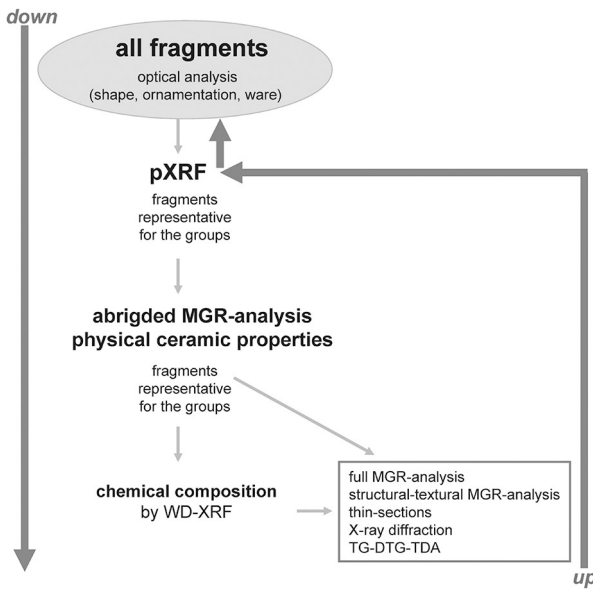 down
all fragments
optical analysis
(shape, ornamentation, ware)
pXRF
fragments
representative
for the groups
abrigded MGR-analysis
physical ceramic properties
fragments
representative
for the groups
chemical composition
by WD-XRF
full MGR-analysis
structural-textural MGR-analysis
thin-sections
X-ray diffraction
TG-DTG-TDA
up